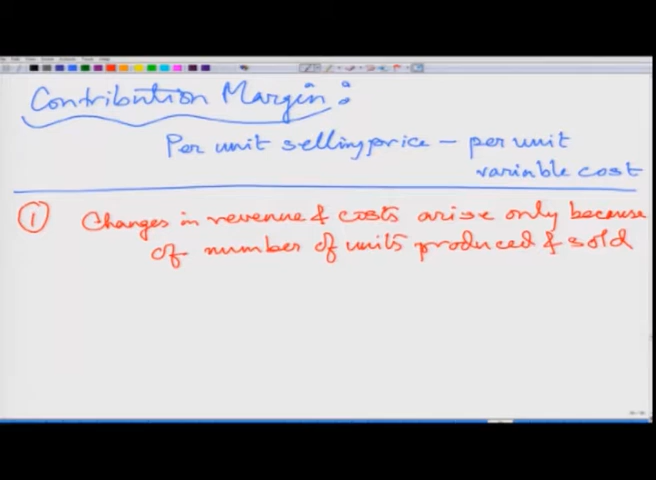 Contribution Margin :
Per unit selling price - per unit
variable cost
① Changes in revenue & costs arise only because
of number of units produced & sold